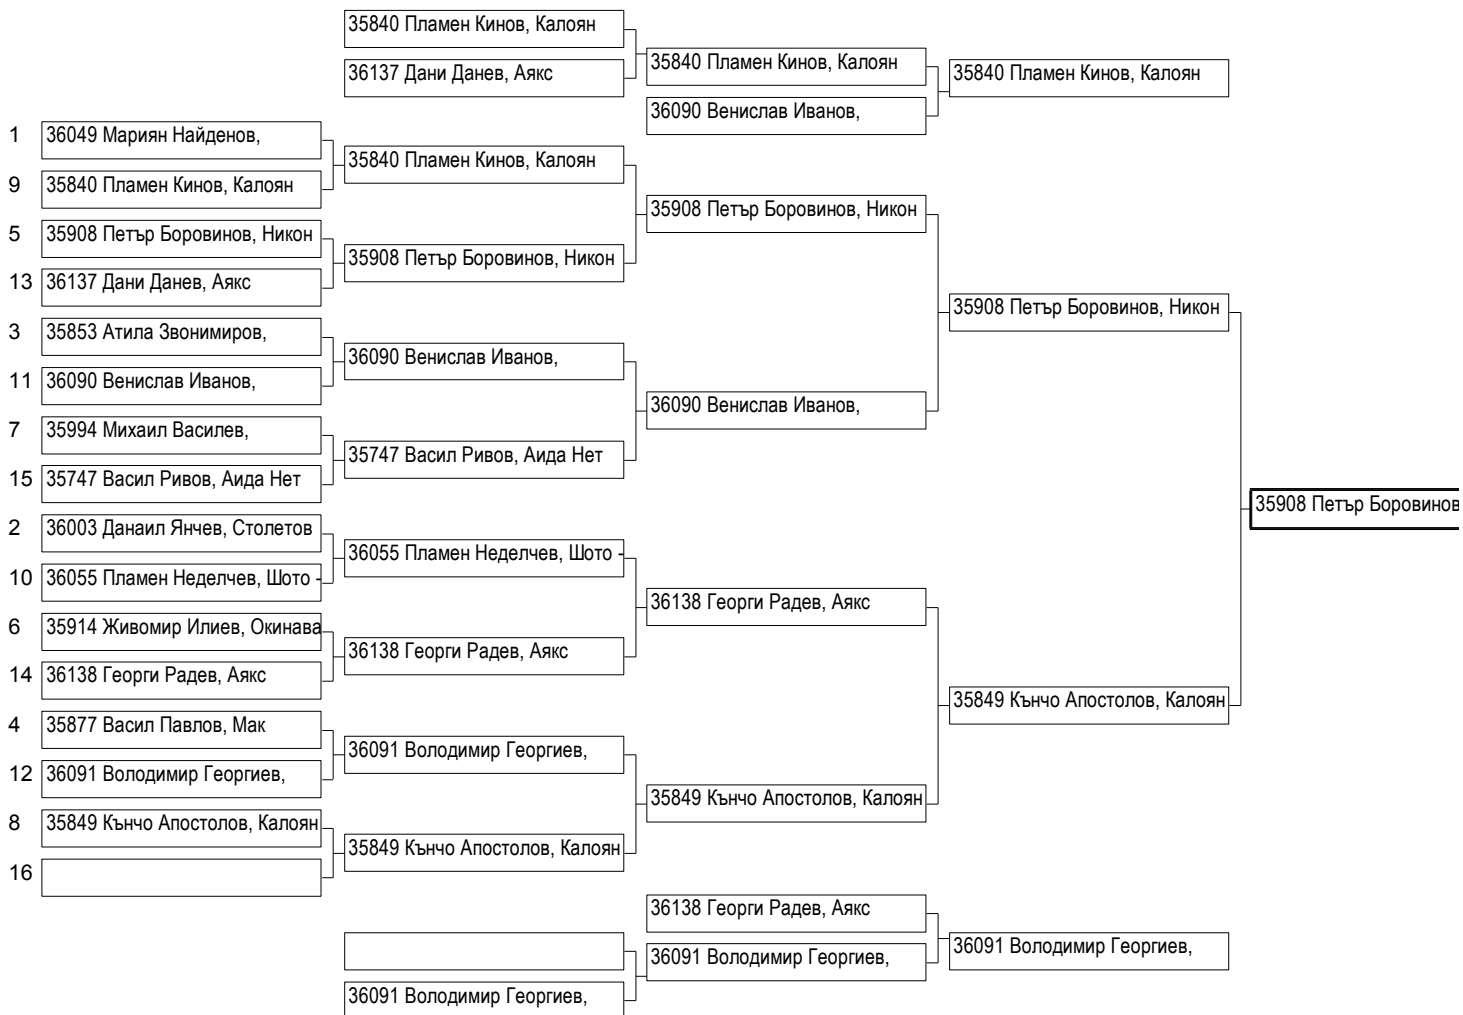 35840 Пламен Кинов, Калоян
36137 Дани Данев, Аякс
35840 Пламен Кинов, Калоян
36090 Венислав Иванов,
35840 Пламен Кинов, Калоян
1 36049 Мариян Найденов,
9 35840 Пламен Кинов, Калоян
5 35908 Петър Боровинов, Никон
13 36137 Дани Данев, Аякс
3 35853 Атила Звонимиров,
11 36090 Венислав Иванов,
7 35994 Михаил Василев,
15 35747 Васил Ривов, Аида Нет
2 36003 Данаил Янчев, Столетов
10 36055 Пламен Неделчев, Шото -
6 35914 Живомир Илиев, Окинава
14 36138 Георги Радев, Аякс
4 35877 Васил Павлов, Мак
12 36091 Володимир Георгиев,
8 35849 Кънчо Апостолов, Калоян
16
35840 Пламен Кинов, Калоян
35908 Петър Боровинов, Никон
36090 Венислав Иванов,
35747 Васил Ривов, Аида Нет
36055 Пламен Неделчев, Шото -
36138 Георги Радев, Аякс
36091 Володимир Георгиев,
35849 Кънчо Апостолов, Калоян
35908 Петър Боровинов, Никон
36090 Венислав Иванов,
36138 Георги Радев, Аякс
35849 Кънчо Апостолов, Калоян
35908 Петър Боровинов, Никон
35849 Кънчо Апостолов, Калоян
35908 Петър Боровинов
36091 Володимир Георгиев,
36138 Георги Радев, Аякс
36091 Володимир Георгиев,
36091 Володимир Георгиев,